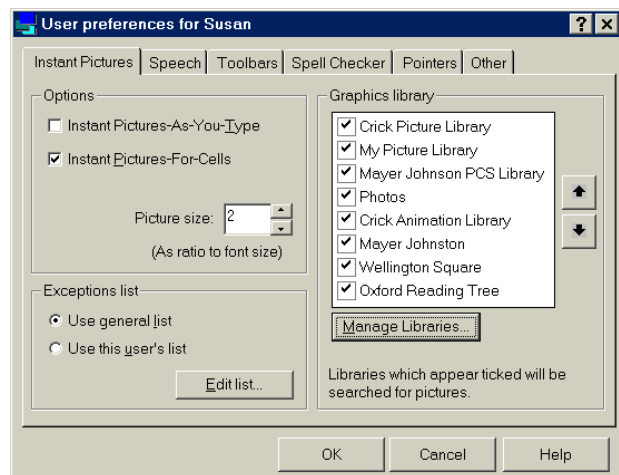 User preferences for Susan
Instant Pictures
Speech
Toolbars
Spell Checker
Pointers
Other
Options
Instant Pictures-As-You-Type
Instant Pictures-For-Cells
Picture size: 2
(As ratio to font size)
Exceptions list
Use general list
Use this user's list
Edit list...
Graphics library
Crick Picture Library
My Picture Library
Mayer Johnson PCS Library
Photos
Crick Animation Library
Mayer Johnston
Wellington Square
Oxford Reading Tree
Manage Libraries...
Libraries which appear ticked will be
searched for pictures.
OK
Cancel
Help